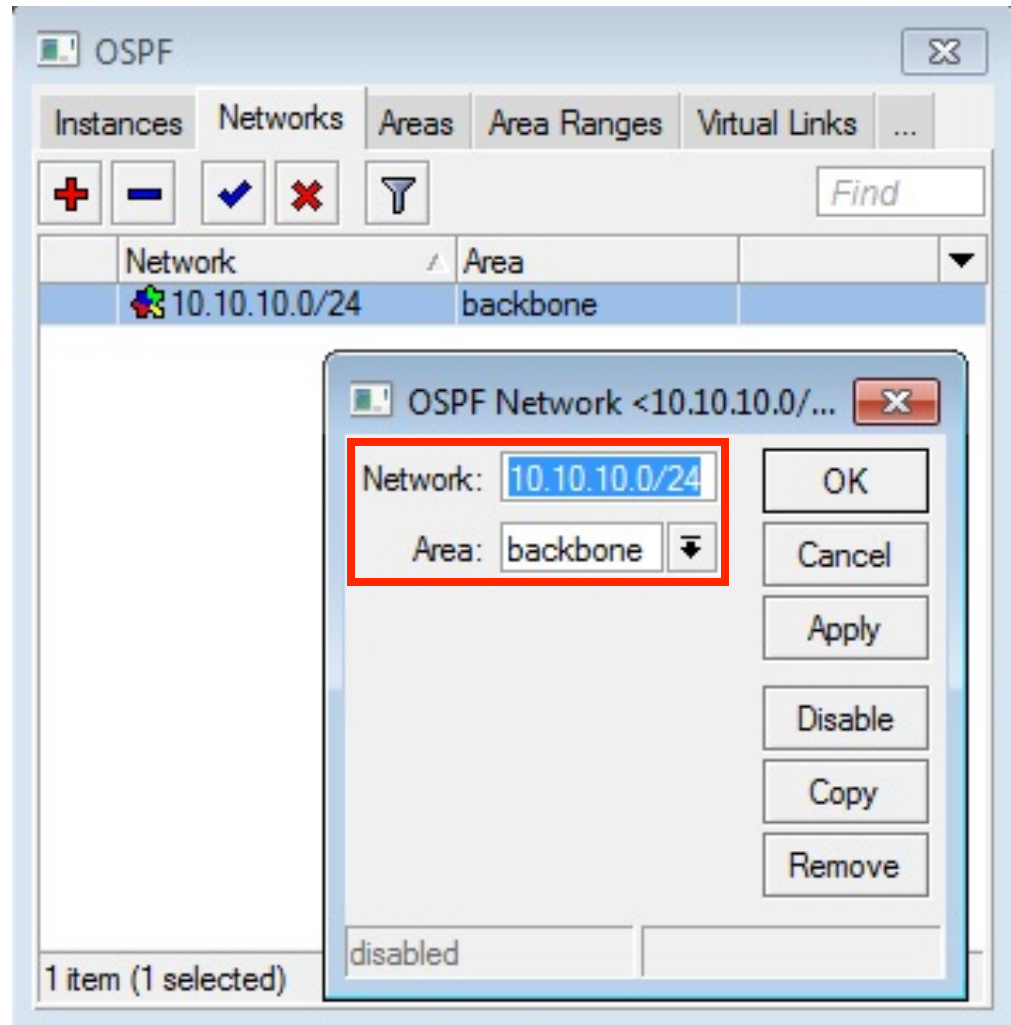 OSPF
Instances Networks Areas Area Ranges Virtual Links ...
Find
Network Area
10.10.10.0/24 backbone
OSPF Network <10.10.10.0/...
Network: 10.10.10.0/24 OK
Area: backbone Cancel
Apply
Disable
Copy
Remove
disabled
1 item (1 selected)